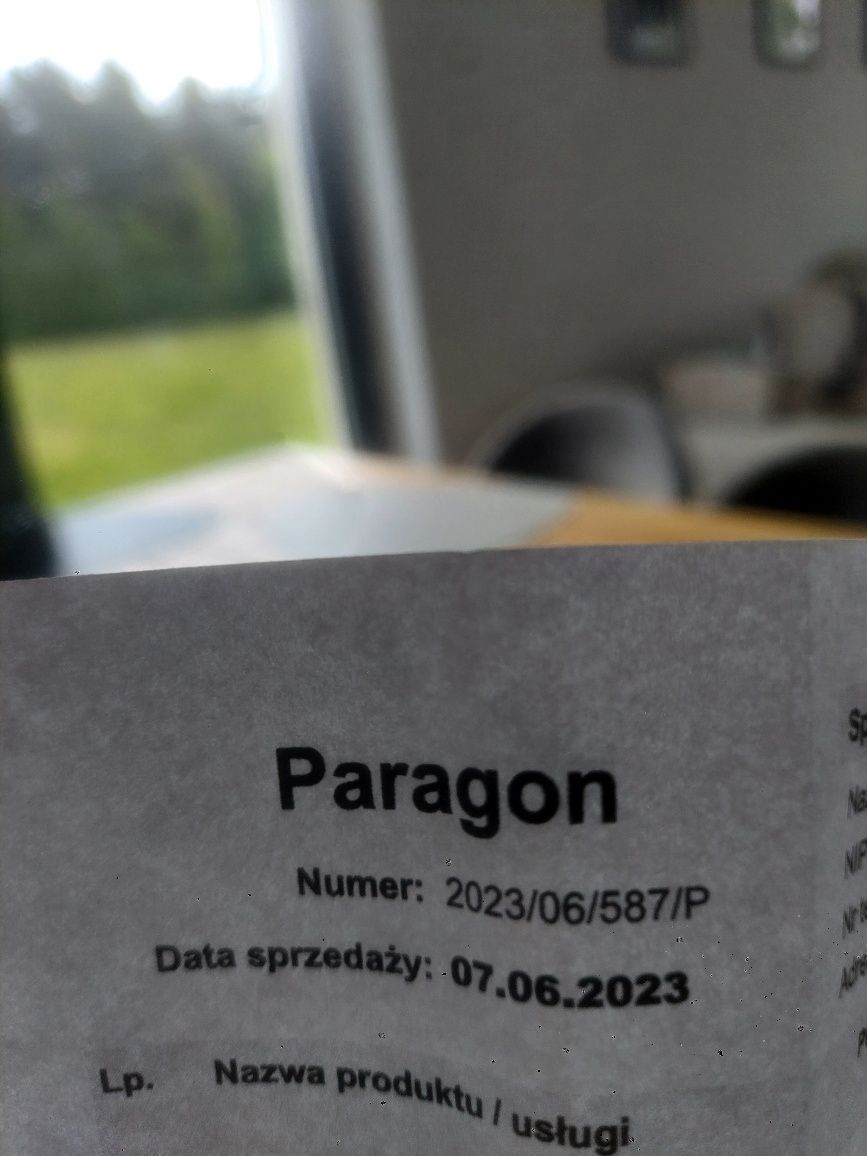 Paragon
Numer: 2023/06/587/P
Data sprzedaży: 07.06.2023
Lp. Nazwa produktu / usługi